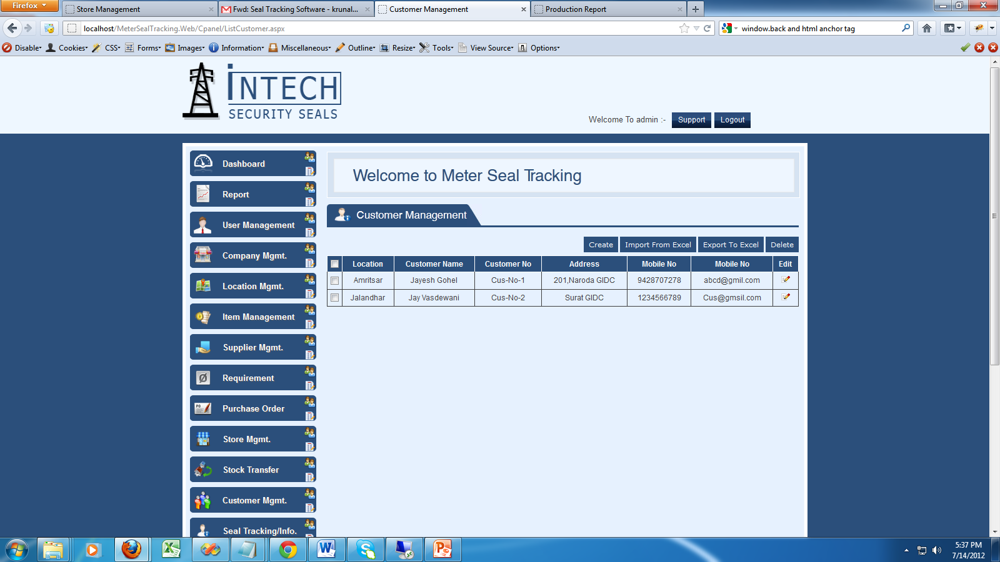 Firefox
Store Management
Fwd: Seal Tracking Software - krunal...
Customer Management
Production Report
localhost/MeterSealTracking.Web/Cpanel/ListCustomer.aspx
window.back and html anchor tag
Disable Cookies CSS Forms Images Information Miscellaneous Outline Resize Tools View Source Options
INTECH
SECURITY SEALS
Welcome To admin :- Support Logout
Dashboard
Report
User Management
Company Mgmt.
Location Mgmt.
Item Management
Supplier Mgmt.
Requirement
PO
Purchase Order
Store Mgmt.
Stock Transfer
Customer Mgmt.
Seal Tracking/Info.
Welcome to Meter Seal Tracking
Customer Management
Create Import From Excel Export To Excel Delete
Location Customer Name Customer No Address Mobile No Mobile No Edit
Amritsar Jayesh Gohel Cus-No-1 201,Naroda GIDC 9428707278 abcd@gmil.com
Jalandhar Jay Vasdewani Cus-No-2 Surat GIDC 1234566789 Cus@gmsil.com
5:37 PM
7/14/2012